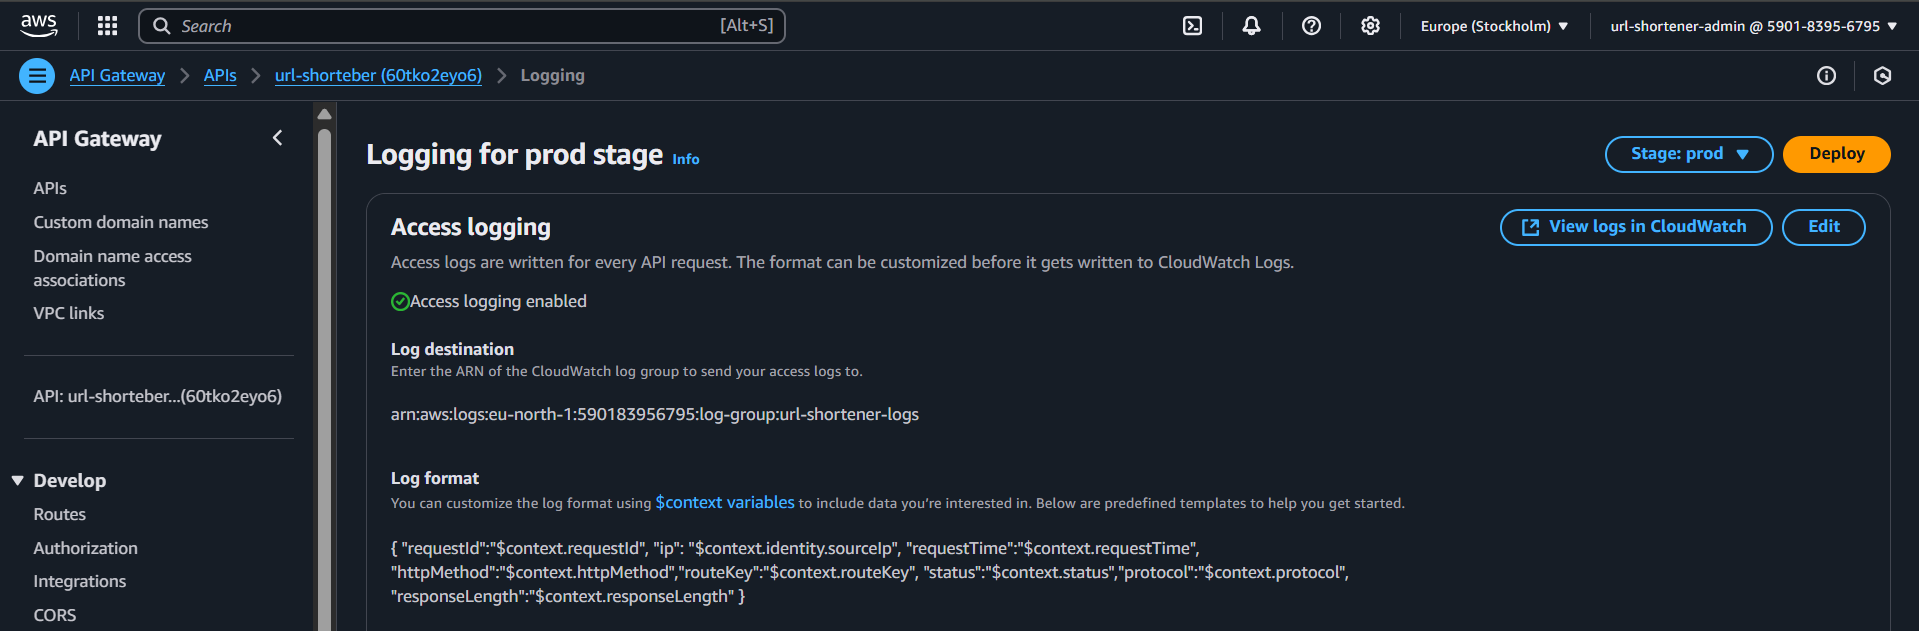 aws
Search
[Alt+S]
Europe (Stockholm)
url-shortener-admin @ 5901-8395-6795
API Gateway
APIs
url-shorteber (60tko2eyo6)
Logging
API Gateway
APIs
Custom domain names
Domain name access
associations
VPC links
API: url-shorteber...(60tko2eyo6)
Develop
Routes
Authorization
Integrations
CORS
Logging for prod stage Info
Stage: prod
Deploy
Access logging
View logs in CloudWatch
Edit
Access logs are written for every API request. The format can be customized before it gets written to CloudWatch Logs.
Access logging enabled
Log destination
Enter the ARN of the CloudWatch log group to send your access logs to.
arn:aws:logs:eu-north-1:590183956795:log-group:url-shortener-logs
Log format
You can customize the log format using $context variables to include data you're interested in. Below are predefined templates to help you get started.
{ "requestId":"$context.requestId", "ip": "$context.identity.sourceIp", "requestTime":"$context.requestTime",
"httpMethod":"$context.httpMethod","routeKey":"$context.routeKey", "status":"$context.status","protocol":"$context.protocol",
"responseLength":"$context.responseLength" }